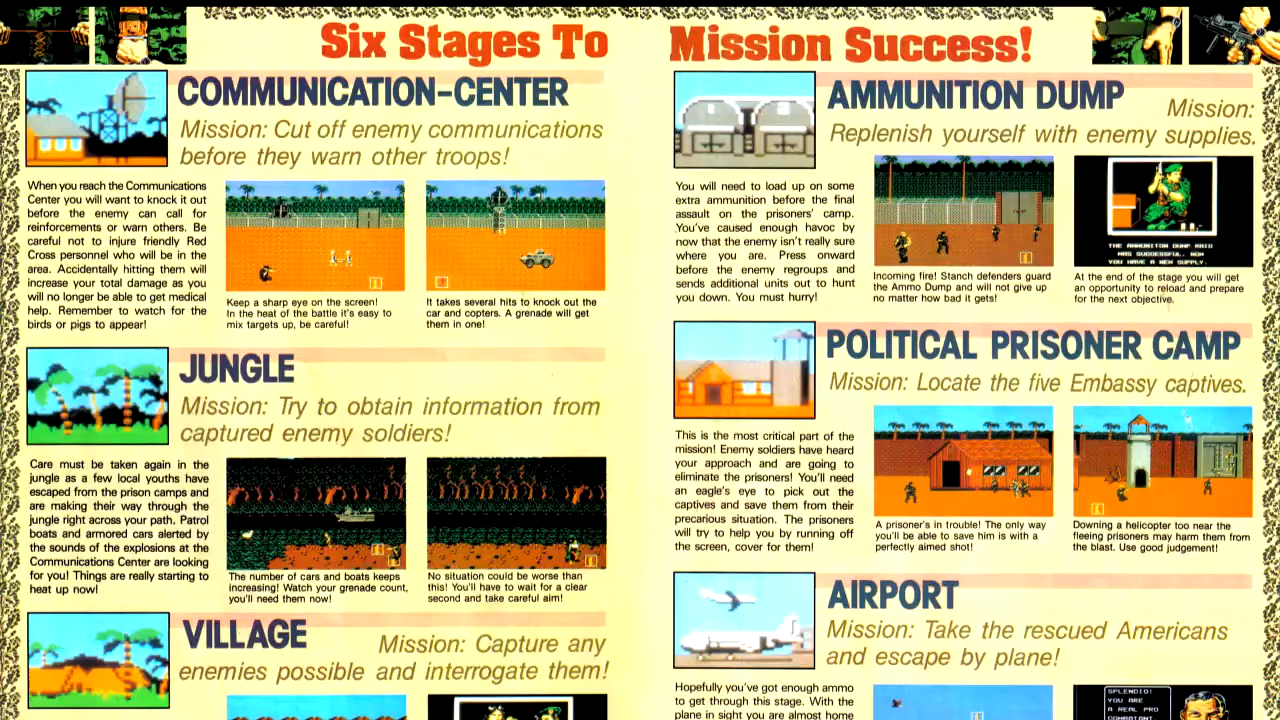 Six Stages To Mission Success!
COMMUNICATION-CENTER
Mission: Cut off enemy communications
before they warn other troops!
When you reach the Communications
Center you will want to knock it out
before the enemy can call for
reinforcements or warn others. Be
careful not to injure friendly Red
Cross personnel who will be in the
area. Accidentally hitting them will
increase your total damage as you
will no longer be able to get medical
help. Remember to watch for the
birds or pigs to appear!
Keep a sharp eye on the screen!
In the heat of the battle it's easy to
mix targets up, be careful!
It takes several hits to knock out the
car and copters. A grenade will get
them in one!
JUNGLE
Mission: Try to obtain information from
captured enemy soldiers!
Care must be taken again in the
jungle as a few local youths have
escaped from the prison camps and
are making their way through the
jungle right across your path. Patrol
boats and armored cars alerted by
the sounds of the explosions at the
Communications Center are looking
for you! Things are really starting to
heat up now!
The number of cars and boats keeps
increasing! Watch your grenade count,
you'll need them now!
No situation could be worse than
this! You'll have to wait for a clear
second and take careful aim!
VILLAGE
Mission: Capture any
enemies possible and interrogate them!
AMMUNITION DUMP
Mission:
Replenish yourself with enemy supplies.
You will need to load up on some
extra ammunition before the final
assault on the prisoners' camp.
You've caused enough havoc by
now that the enemy isn't really sure
where you are. Press onward
before the enemy regroups and
sends additional units out to hunt
you down. You must hurry!
Incoming fire! Stanch defenders guard
the Ammo Dump and will not give up
no matter how bad it gets!
THE AMMUNITON DUMP RAID
WAS SUCCESSFUL. NOW
YOU HAVE A NEW SUPPLY.
At the end of the stage you will get
an opportunity to reload and prepare
for the next objective.
POLITICAL PRISONER CAMP
Mission: Locate the five Embassy captives.
This is the most critical part of the
mission! Enemy soldiers have heard
your approach and are going to
eliminate the prisoners! You'll need
an eagle's eye to pick out the
captives and save them from their
precarious situation. The prisoners
will try to help you by running off
the screen, cover for them!
A prisoner's in trouble! The only way
you'll be able to save him is with a
perfectly aimed shot!
Downing a helicopter too near the
fleeing prisoners may harm them from
the blast. Use good judgement!
AIRPORT
Mission: Take the rescued Americans
and escape by plane!
Hopefully you've got enough ammo
to get through this stage. With the
plane in sight you are almost home
SPLENDID!
YOU ARE
A REAL PRO
COMBATANT